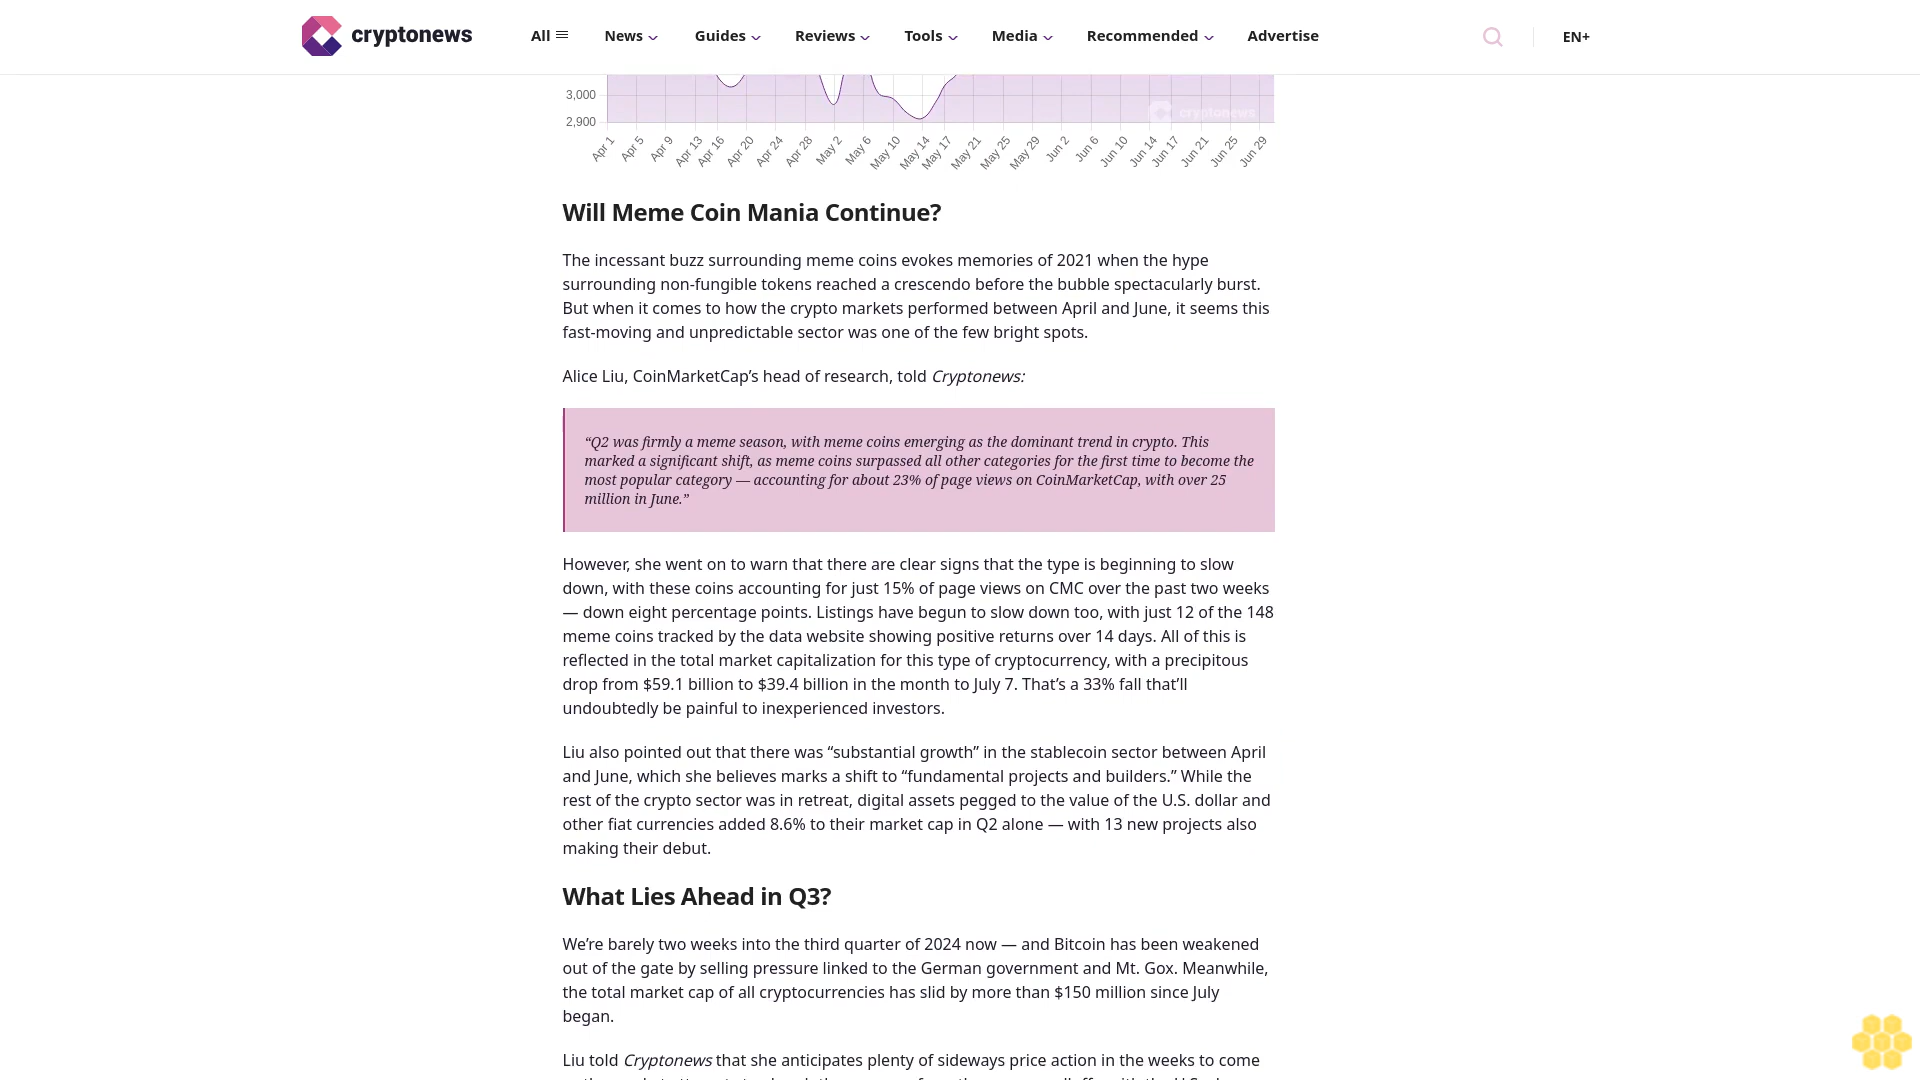 cryptonews
All
News
Guides
Reviews
Tools
Media
Recommended
Advertise
EN+
3,000
2,900
cryptonews
Apr 1
Apr 5
Apr 9
Apr 13
Apr 16
Apr 20
Apr 24
Apr 28
May 2
May 6
May 10
May 14
May 17
May 21
May 25
May 29
Jun 2
Jun 6
Jun 10
Jun 14
Jun 17
Jun 21
Jun 25
Jun 29
Will Meme Coin Mania Continue?
The incessant buzz surrounding meme coins evokes memories of 2021 when the hype
surrounding non-fungible tokens reached a crescendo before the bubble spectacularly burst.
But when it comes to how the crypto markets performed between April and June, it seems this
fast-moving and unpredictable sector was one of the few bright spots.
Alice Liu, CoinMarketCap’s head of research, told Cryptonews:
“Q2 was firmly a meme season, with meme coins emerging as the dominant trend in crypto. This
marked a significant shift, as meme coins surpassed all other categories for the first time to become the
most popular category — accounting for about 23% of page views on CoinMarketCap, with over 25
million in June.”
However, she went on to warn that there are clear signs that the type is beginning to slow
down, with these coins accounting for just 15% of page views on CMC over the past two weeks
— down eight percentage points. Listings have begun to slow down too, with just 12 of the 148
meme coins tracked by the data website showing positive returns over 14 days. All of this is
reflected in the total market capitalization for this type of cryptocurrency, with a precipitous
drop from $59.1 billion to $39.4 billion in the month to July 7. That’s a 33% fall that’ll
undoubtedly be painful to inexperienced investors.
Liu also pointed out that there was “substantial growth” in the stablecoin sector between April
and June, which she believes marks a shift to “fundamental projects and builders.” While the
rest of the crypto sector was in retreat, digital assets pegged to the value of the U.S. dollar and
other fiat currencies added 8.6% to their market cap in Q2 alone — with 13 new projects also
making their debut.
What Lies Ahead in Q3?
We’re barely two weeks into the third quarter of 2024 now — and Bitcoin has been weakened
out of the gate by selling pressure linked to the German government and Mt. Gox. Meanwhile,
the total market cap of all cryptocurrencies has slid by more than $150 million since July
began.
Liu told Cryptonews that she anticipates plenty of sideways price action in the weeks to come